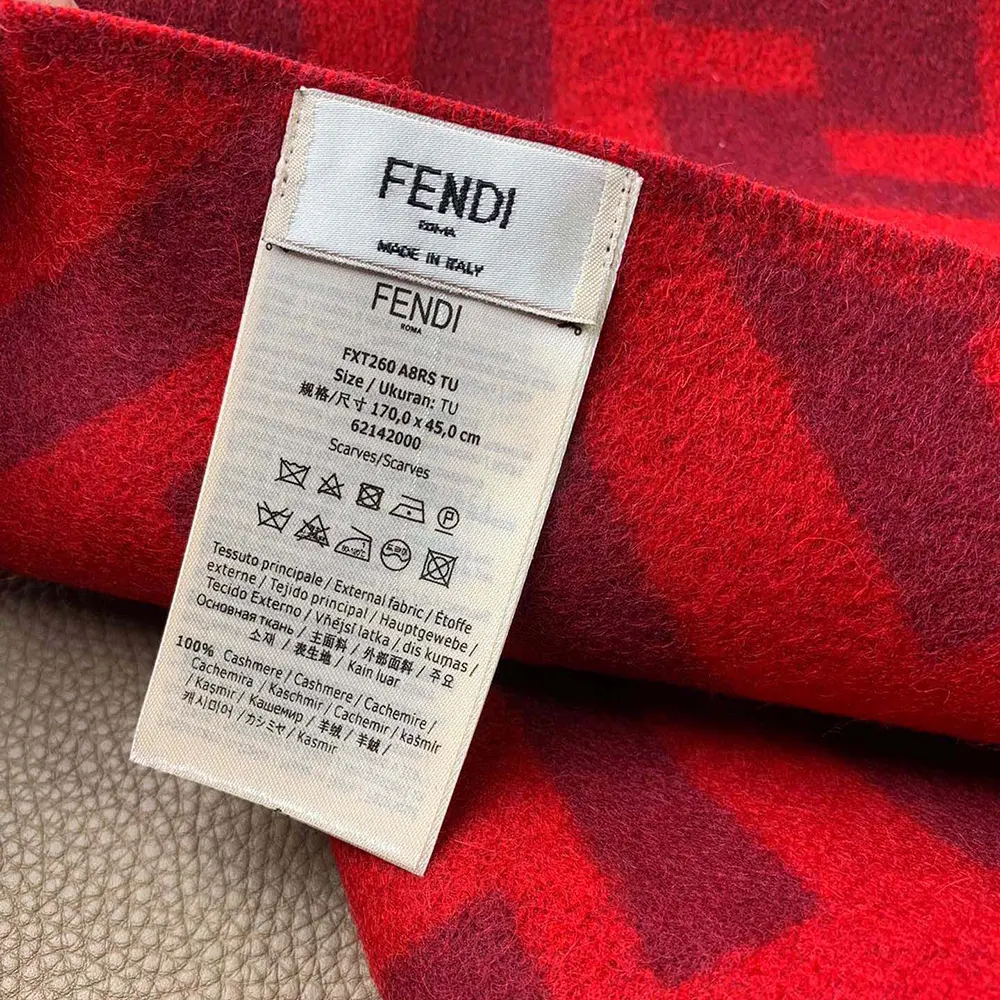 FENDI
ROMA
MADE IN ITALY
FENDI
ROMA
FXT260 A8RS TU
Size / Ukuran: TU
规格/尺寸 170,0 x 45,0 cm
62142000
Scarves/Scarves
P
Tessuto principale / External fabric / Étoffe
externe / Tejido principal / Hauptgewebe /
Tecido Externo / Vnějsí latka / dis kumas /
Основная ткань / 主面料 / 外部面料 / 주요
소재 / 表生地 / Kain luar
100% Cashmere / Cashmere / Cachemire /
Cachemira / Kaschmir / Cachemir / kašmír
/ Kaşmir / Кашемир / 羊绒 / 羊絨 /
캐시미어 / カシミヤ / Kasmir